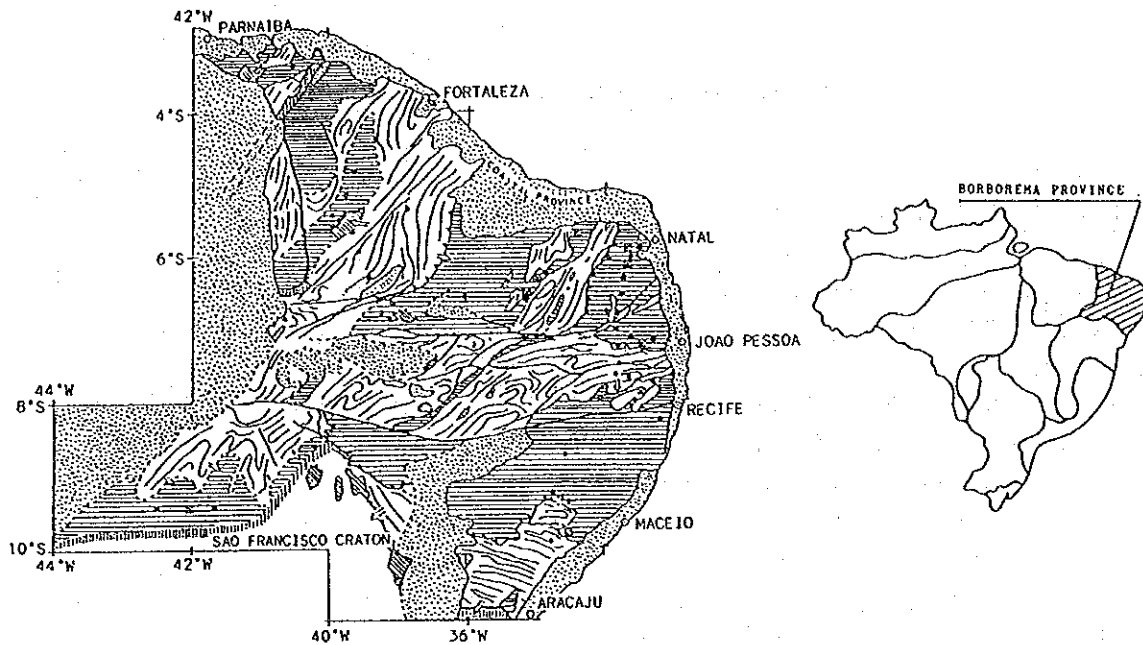 42°W
PARNAIBA
FORTALEZA
4°S
COASTAL PROVINCE
BORBOREMA PROVINCE
NATAL
6°S
JOAO PESSOA
44°W
8°S
RECIFE
MACEIO
SAO FRANCISCO CRATON
10°S
44°W
42°W
ARACAJU
40°W
36°W